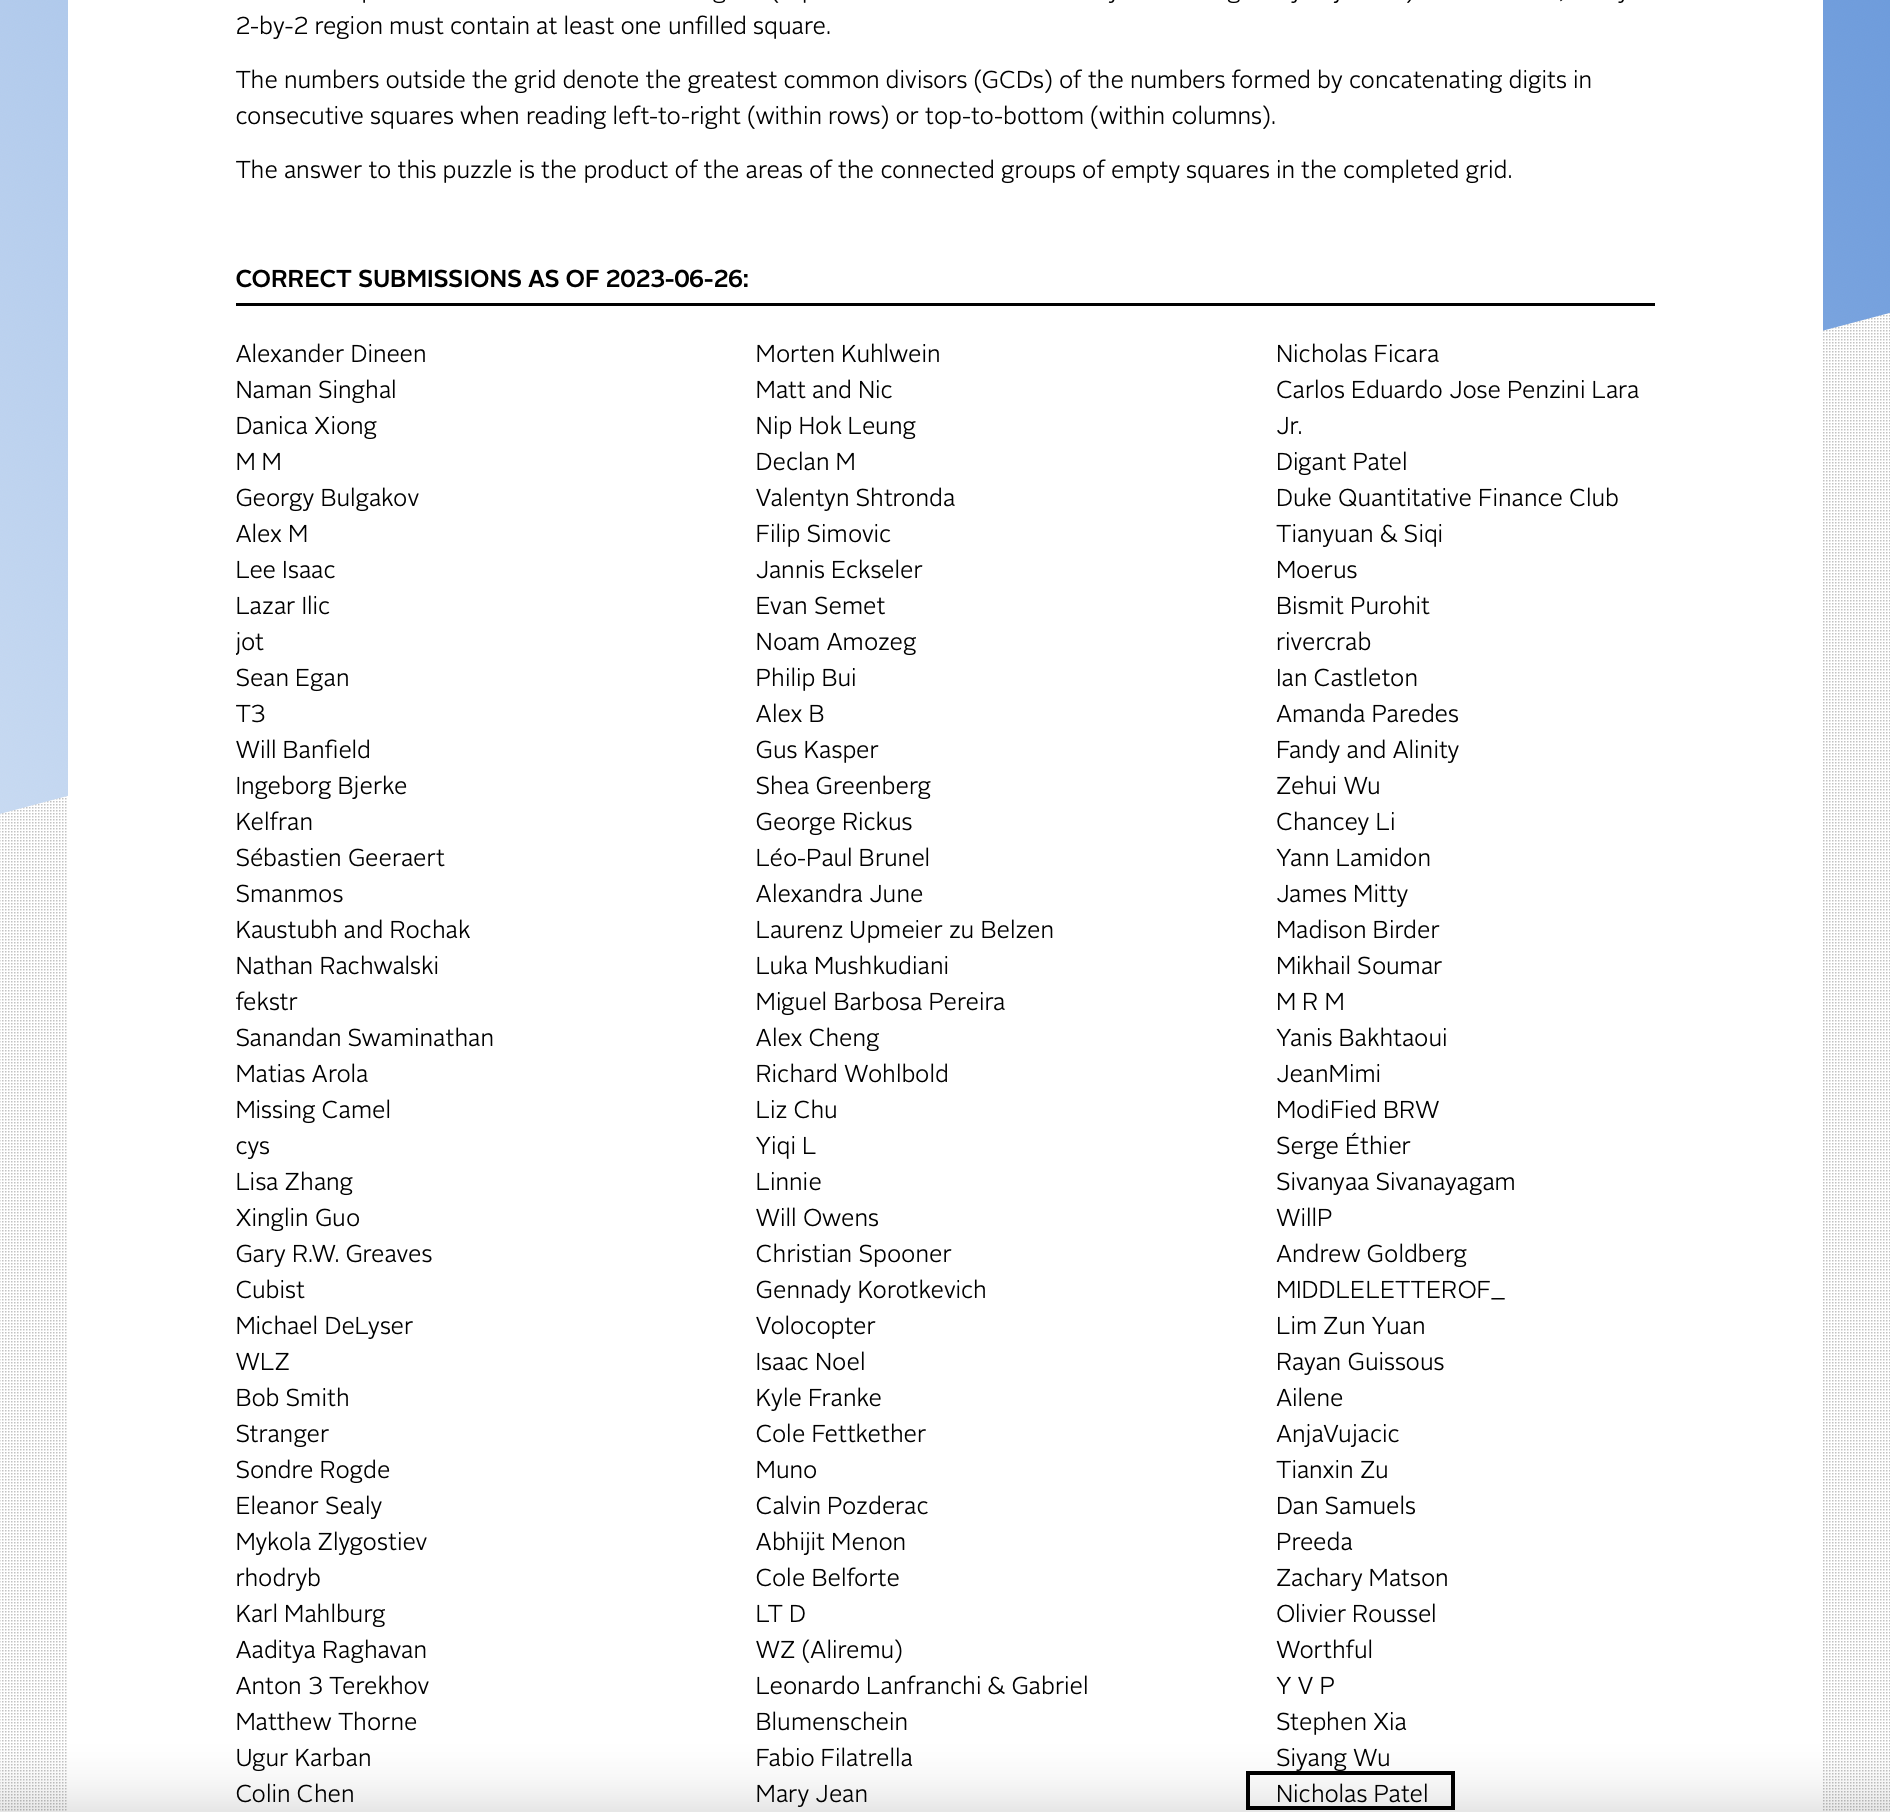 2-by-2 region must contain at least one unfilled square.
The numbers outside the grid denote the greatest common divisors (GCDs) of the numbers formed by concatenating digits in
consecutive squares when reading left-to-right (within rows) or top-to-bottom (within columns).
The answer to this puzzle is the product of the areas of the connected groups of empty squares in the completed grid.
CORRECT SUBMISSIONS AS OF 2023-06-26:
Alexander Dineen
Naman Singhal
Danica Xiong
M M
Georgy Bulgakov
Alex M
Lee Isaac
Lazar Ilic
jot
Sean Egan
T3
Will Banfield
Ingeborg Bjerke
Kelfran
Sébastien Geeraert
Smanmos
Kaustubh and Rochak
Nathan Rachwalski
fekstr
Sanandan Swaminathan
Matias Arola
Missing Camel
cys
Lisa Zhang
Xinglin Guo
Gary R.W. Greaves
Cubist
Michael DeLyser
WLZ
Bob Smith
Stranger
Sondre Rogde
Eleanor Sealy
Mykola Zlygostiev
rhodryb
Karl Mahlburg
Aaditya Raghavan
Anton 3 Terekhov
Matthew Thorne
Ugur Karban
Colin Chen
Morten Kuhlwein
Matt and Nic
Nip Hok Leung
Declan M
Valentyn Shtronda
Filip Simovic
Jannis Eckseler
Evan Semet
Noam Amozeg
Philip Bui
Alex B
Gus Kasper
Shea Greenberg
George Rickus
Léo-Paul Brunel
Alexandra June
Laurenz Upmeier zu Belzen
Luka Mushkudiani
Miguel Barbosa Pereira
Alex Cheng
Richard Wohlbold
Liz Chu
Yiqi L
Linnie
Will Owens
Christian Spooner
Gennady Korotkevich
Volocopter
Isaac Noel
Kyle Franke
Cole Fettkether
Muno
Calvin Pozderac
Abhijit Menon
Cole Belforte
LT D
WZ (Aliremu)
Leonardo Lanfranchi & Gabriel
Blumenschein
Fabio Filatrella
Mary Jean
Nicholas Ficara
Carlos Eduardo Jose Penzini Lara
Jr.
Digant Patel
Duke Quantitative Finance Club
Tianyuan & Siqi
Moerus
Bismit Purohit
rivercrab
Ian Castleton
Amanda Paredes
Fandy and Alinity
Zehui Wu
Chancey Li
Yann Lamidon
James Mitty
Madison Birder
Mikhail Soumar
M R M
Yanis Bakhtaoui
JeanMimi
ModiFied BRW
Serge Éthier
Sivanyaa Sivanayagam
WillP
Andrew Goldberg
MIDDLELETTEROF_
Lim Zun Yuan
Rayan Guissous
Ailene
AnjaVujacic
Tianxin Zu
Dan Samuels
Preeda
Zachary Matson
Olivier Roussel
Worthful
Y V P
Stephen Xia
Siyang Wu
Nicholas Patel